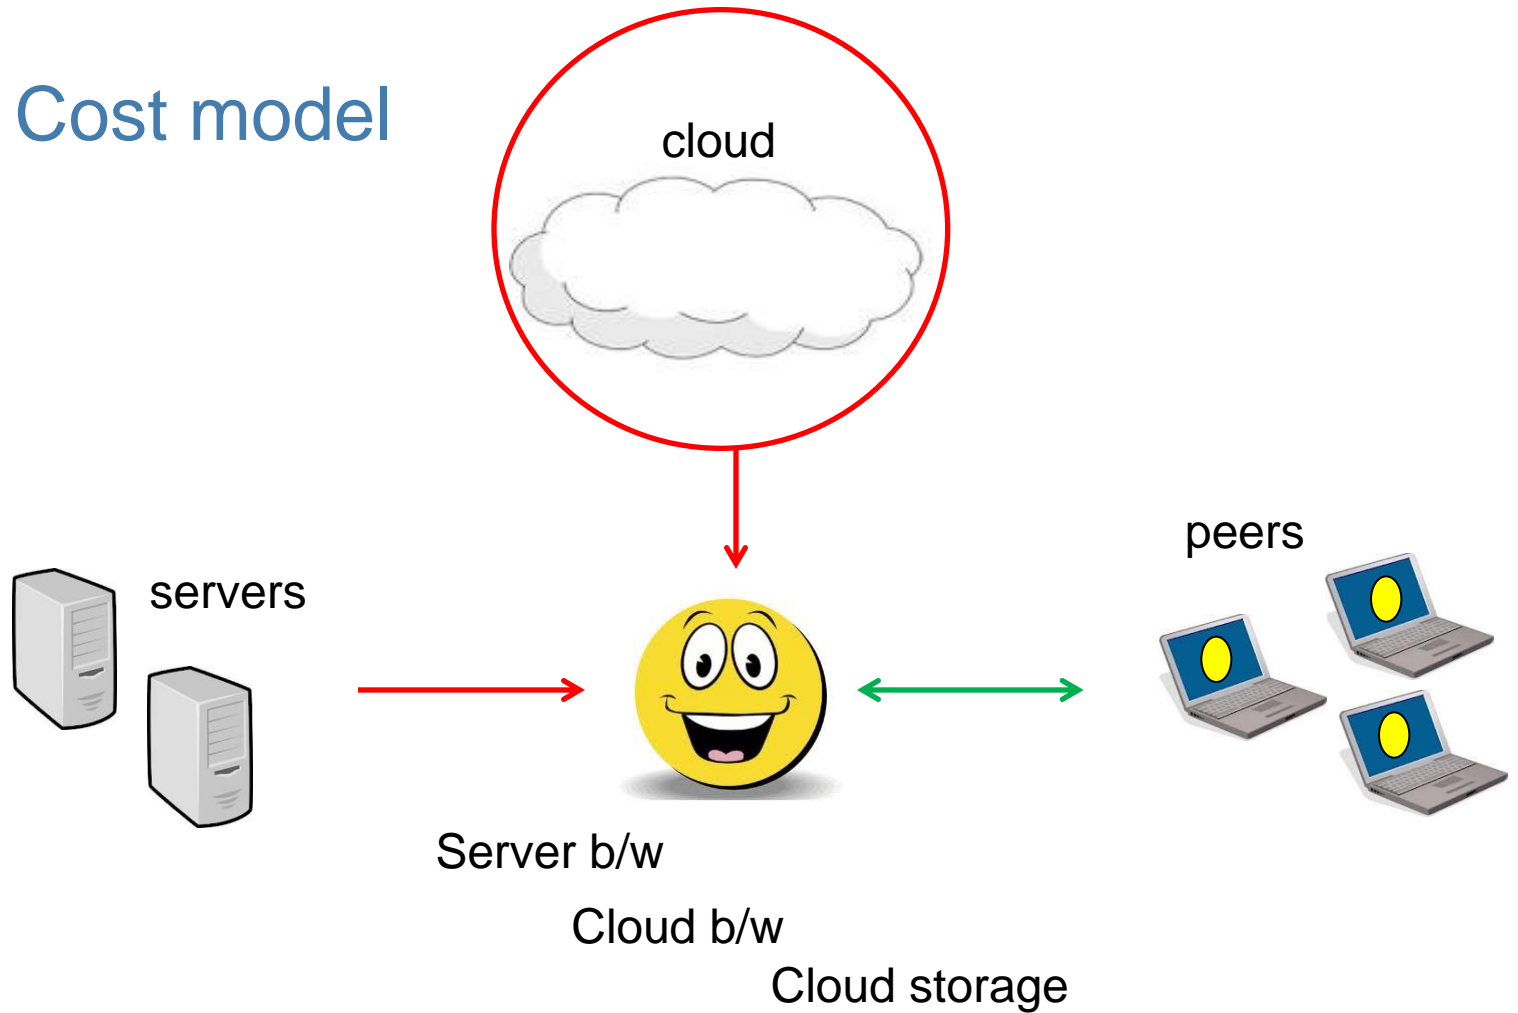 Cost model
cloud
peers
servers
Server b/w
Cloud b/w
Cloud storage